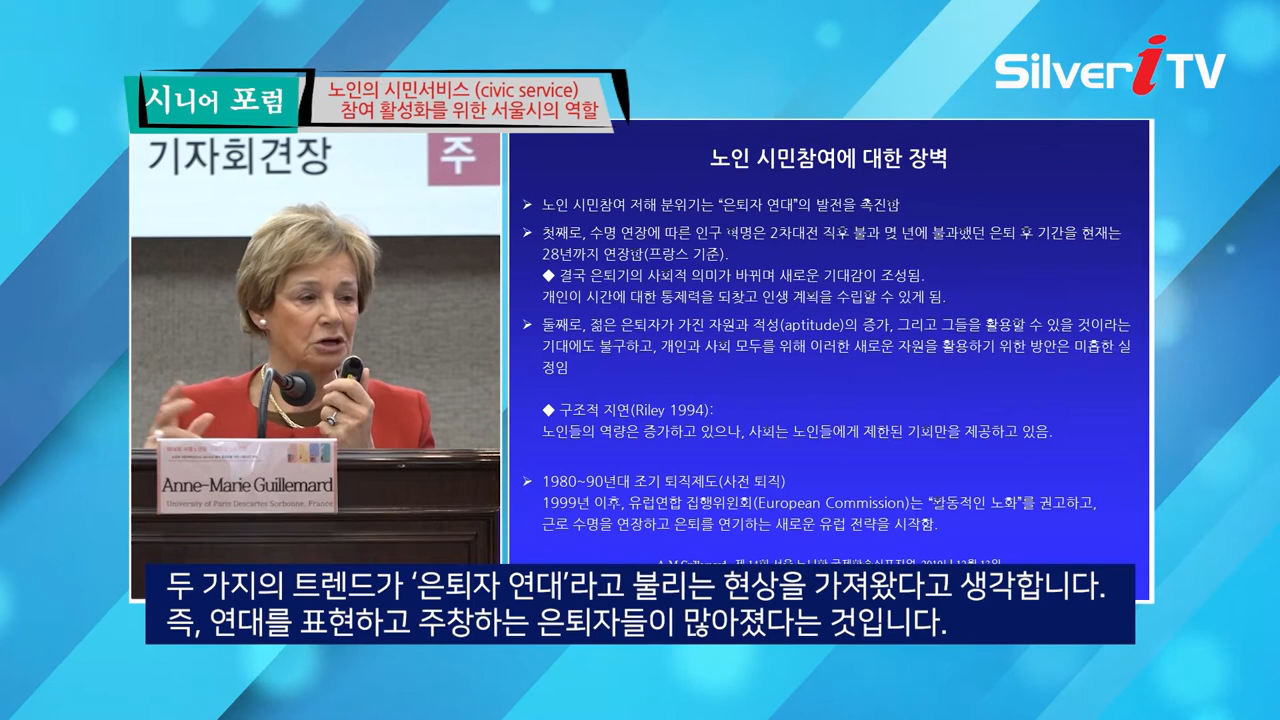 Silver i TV
시니어 포럼
노인의 시민서비스 (civic service)
참여 활성화를 위한 서울시의 역할
기자회견장
주
Anne-Marie Guillemard
University of Paris Descartes Sorbonne, France
노인 시민참여에 대한 장벽
➢ 노인 시민참여 저해 분위기는 “은퇴자 연대”의 발전을 촉진함
➢ 첫째로, 수명 연장에 따른 인구 혁명은 2차대전 직후 불과 몇 년에 불과했던 은퇴 후 기간을 현재는
28년까지 연장함(프랑스 기준).
◆ 결국 은퇴기의 사회적 의미가 바뀌며 새로운 기대감이 조성됨.
개인이 시간에 대한 통제력을 되찾고 인생 계획을 수립할 수 있게 됨.
➢ 둘째로, 젊은 은퇴자가 가진 자원과 적성(aptitude)의 증가, 그리고 그들을 활용할 수 있을 것이라는
기대에도 불구하고, 개인과 사회 모두를 위해 이러한 새로운 자원을 활용하기 위한 방안은 미흡한 실
정임
◆ 구조적 지연(Riley 1994):
노인들의 역량은 증가하고 있으나, 사회는 노인들에게 제한된 기회만을 제공하고 있음.
➢ 1980~90년대 조기 퇴직제도(사전 퇴직)
1999년 이후, 유럽연합 집행위원회(European Commission)는 “활동적인 노화”를 권고하고,
근로 수명을 연장하고 은퇴를 연기하는 새로운 유럽 전략을 시작함.
두 가지의 트렌드가 ‘은퇴자 연대’라고 불리는 현상을 가져왔다고 생각합니다.
즉, 연대를 표현하고 주창하는 은퇴자들이 많아졌다는 것입니다.